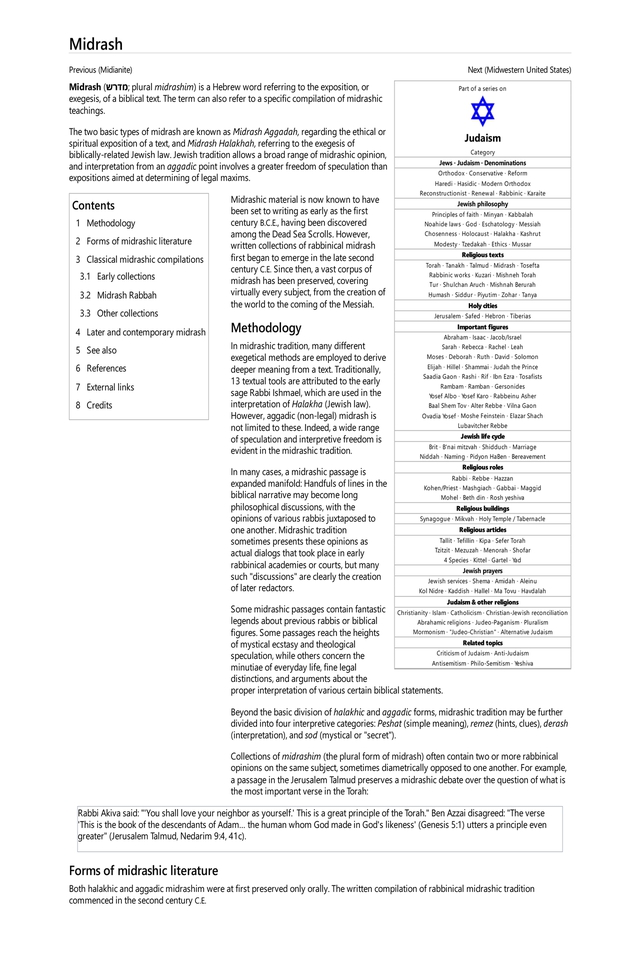 Midrash
Previous (Midianite)
Next (Midwestern United States)
Midrash (מדרש; plural midrashim) is a Hebrew word referring to the exposition, or
exegesis, of a biblical text. The term can also refer to a specific compilation of midrashic
teachings.
The two basic types of midrash are known as Midrash Aggadah, regarding the ethical or
spiritual exposition of a text, and Midrash Halakhah, referring to the exegesis of
biblically-related Jewish law. Jewish tradition allows a broad range of midrashic opinion,
and interpretation from an aggadic point of speculation involves a greater freedom of speculation than
expositions aimed at determining of legal maxims.
Contents
1 Methodology
2 Forms of midrashic literature
3 Classical midrashic compilations
3.1 Early collections
3.2 Midrash Rabbah
3.3 Other collections
4 Later and contemporary midrash
5 See also
6 References
7 External links
8 Credits
Midrashic material is now known to have
been set to writing as early as the first
century B.C.E., having been discovered
among the Dead Sea Scrolls. However,
written collections of rabbinical midrash
first began to emerge in the late second
century C.E. Since then, a vast corpus of
midrash has been preserved, covering
virtually every subject, from the creation of
the world to the coming of the Messiah.
Methodology
In midrashic tradition, many different
exegetical methods are employed to derive
deeper meaning from a text. Traditionally,
13 textual tools are attributed to the early
sage Rabbi Ishmael, which are used in the
interpretation of Halakha (Jewish law).
However, aggadic (non-legal) midrash is
not limited to these. Indeed, a wide range
of speculation and interpretive freedom is
evident in the midrashic tradition.
In many cases, a midrashic passage is
expanded manifold: Handfuls of lines in the
biblical narrative may become long
philosophical discussions, with the
opinions of various rabbis juxtaposed to
one another. Midrashic tradition
sometimes presents these opinions as
actual dialogs that took place in early
rabbinical academies or courts, but many
such "discussions" are clearly the creation
of later redactors.
Some midrashic passages contain fantastic
legends about previous rabbis or biblical
figures. Some passages reach the heights
of mystical ecstasy and theological
speculation, while others concern the
minutiae of everyday life, fine legal
distinctions, and arguments about the
proper interpretation of various certain biblical statements.
Beyond the basic division of halakhic and aggadic forms, midrashic tradition may be further
divided into four interpretive categories: Peshat (simple meaning), remez (hints, clues), derash
(interpretation), and sod (mystical or "secret").
Collections of midrashim (the plural form of midrash) often contain two or more rabbinical
opinions on the same subject, sometimes diametrically opposed to one another. For example,
a passage in the Jerusalem Talmud preserves a midrashic debate over the question of what is
the most important verse in the Torah:
Part of a series on
Judaism
Category
Jews · Judaism · Denominations
Orthodox · Conservative · Reform
Haredi · Hasidic · Modern Orthodox
Reconstructionist · Renewal · Rabbinic · Karaite
Jewish philosophy
Principles of faith · Minyan · Kabbalah
Noahide laws · God · Eschatology · Messiah
Chosenness · Holocaust · Halakha · Kashrut
Modesty · Tzedakah · Ethics · Mussar
Religious texts
Torah · Tanakh · Talmud · Midrash · Tosefta
Rabbinic works · Kuzari · Mishneh Torah
Tur · Shulchan Aruch · Mishnah Berurah
Humash · Siddur · Piyutim · Zohar · Tanya
Holy cities
Jerusalem · Safed · Hebron · Tiberias
Important figures
Abraham · Isaac · Jacob/Israel
Sarah · Rebecca · Rachel · Leah
Moses · Deborah · Ruth · David · Solomon
Elijah · Hillel · Shammai · Judah the Prince
Saadia Gaon · Rashi · Rif · Ibn Ezra · Tosafists
Rambam · Ramban · Gersonides
Yosef Albo · Yosef Karo · Rabbeinu Asher
Baal Shem Tov · Alter Rebbe · Vilna Gaon
Ovadia Yosef · Moshe Feinstein · Elazar Shach
Lubavitcher Rebbe
Jewish life cycle
Brit · B'nai mitzvah · Shidduch · Marriage
Niddah · Naming · Pidyon HaBen · Bereavement
Religious roles
Rabbi · Rebbe · Hazzan
Kohen/Priest · Mashgiach · Gabbai · Maggid
Mohel · Beth din · Rosh yeshiva
Religious buildings
Synagogue · Mikvah · Holy Temple / Tabernacle
Religious articles
Tallit · Tefillin · Kipa · Sefer Torah
Tzitzit · Mezuzah · Menorah · Shofar
4 Species · Kittel · Gartel · Yad
Jewish prayers
Jewish services · Shema · Amidah · Aleinu
Kol Nidre · Kaddish · Hallel · Ma Tovu · Havdalah
Judaism & other religions
Christianity · Islam · Catholicism · Christian-Jewish reconciliation
Abrahamic religions · Judeo-Paganism · Pluralism
Mormonism · "Judeo-Christian" · Alternative Judaism
Related topics
Criticism of Judaism · Anti-Judaism
Antisemitism · Philo-Semitism · Yeshiva
Rabbi Akiva said: "'You shall love your neighbor as yourself.' This is a great principle of the Torah." Ben Azzai disagreed: "The verse
'This is the book of the descendants of Adam... the human whom God made in God's likeness' (Genesis 5:1) utters a principle even
greater" (Jerusalem Talmud, Nedarim 9:4, 41c).
Forms of midrashic literature
Both halakhic and aggadic midrashim were at first preserved only orally. The written compilation of rabbinical midrashic tradition
commenced in the second century C.E.